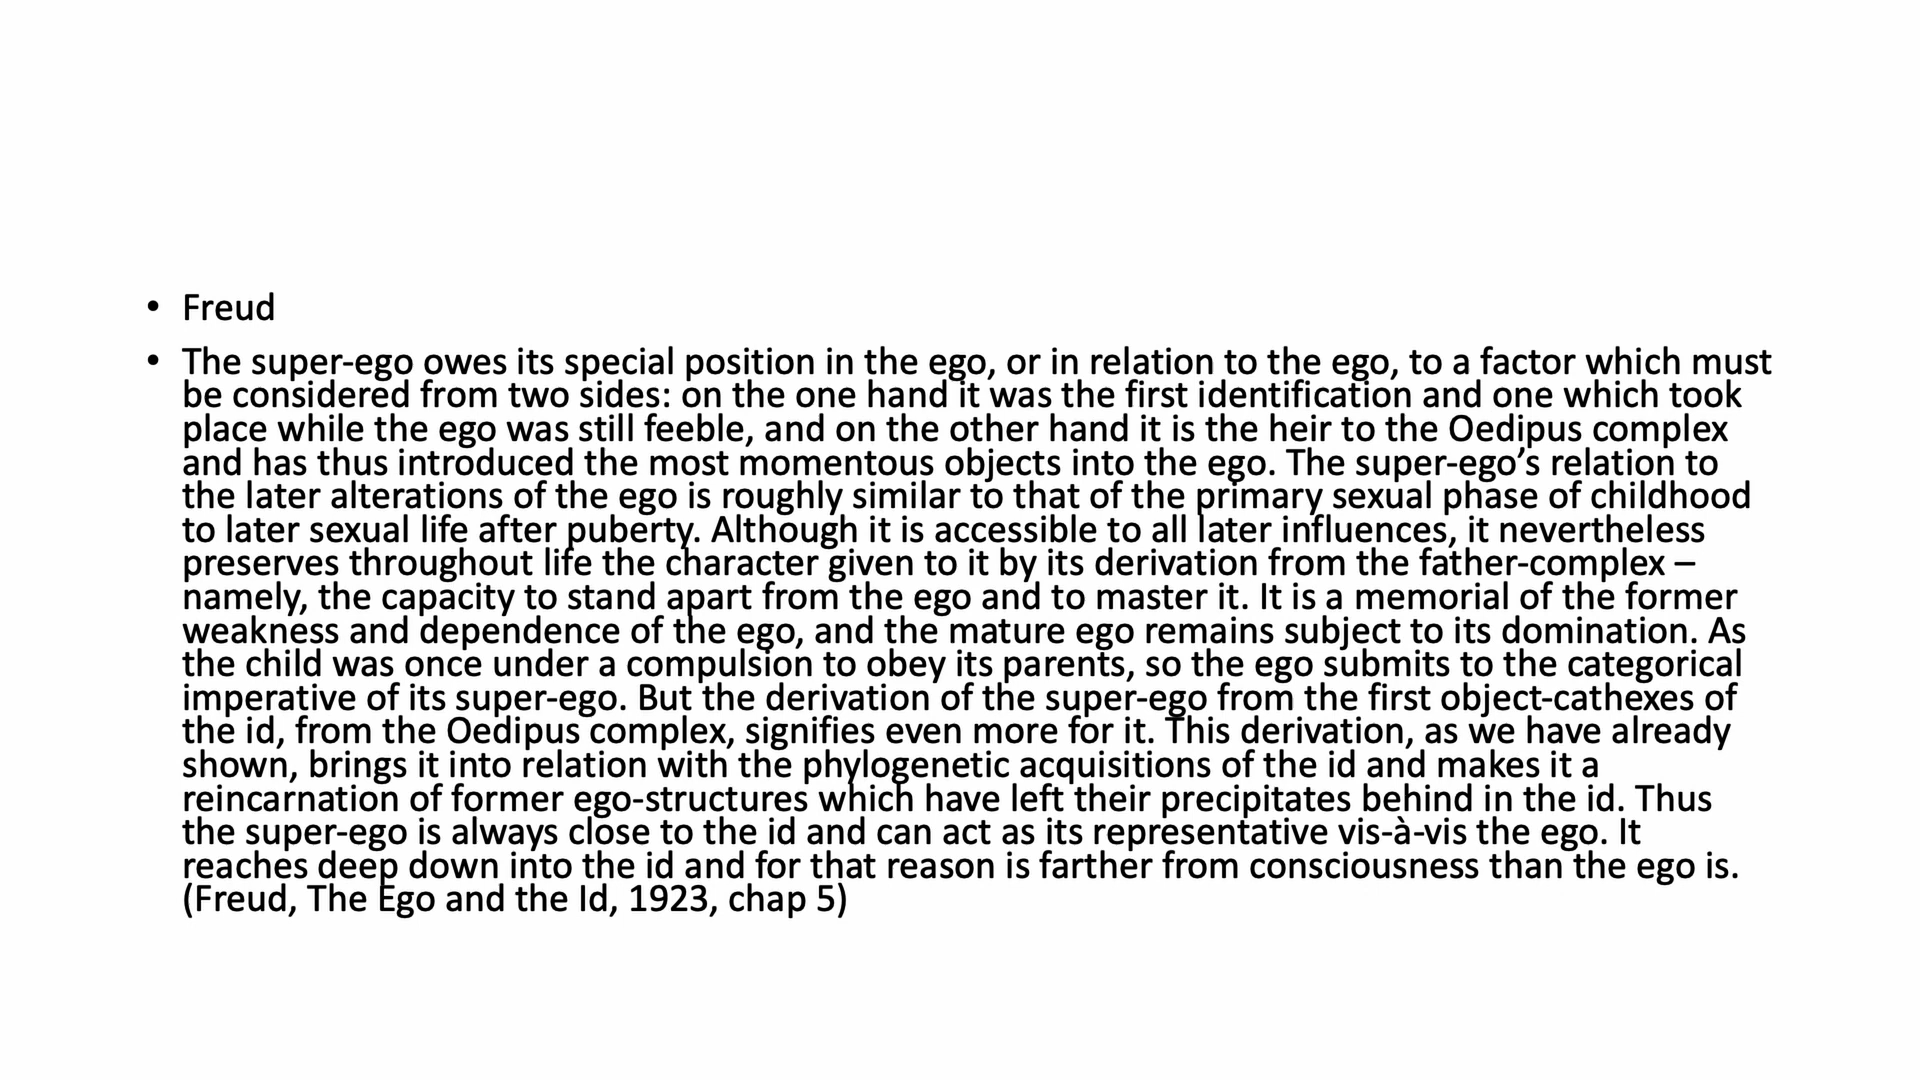 • Freud
• The super-ego owes its special position in the ego, or in relation to the ego, to a factor which must
be considered from two sides: on the one hand it was the first identification and one which took
place while the ego was still feeble, and on the other hand it is the heir to the Oedipus complex
and has thus introduced the most momentous objects into the ego. The super-ego’s relation to
the later alterations of the ego is roughly similar to that of the primary sexual phase of childhood
to later sexual life after puberty. Although it is accessible to all later influences, it nevertheless
preserves throughout life the character given to it by its derivation from the father-complex –
namely, the capacity to stand apart from the ego and to master it. It is a memorial of the former
weakness and dependence of the ego, and the mature ego remains subject to its domination. As
the child was once under a compulsion to obey its parents, so the ego submits to the categorical
imperative of its super-ego. But the derivation of the super-ego from the first object-cathexes of
the id, from the Oedipus complex, signifies even more for it. This derivation, as we have already
shown, brings it into relation with the phylogenetic acquisitions of the id and makes it a
reincarnation of former ego-structures which have left their precipitates behind in the id. Thus
the super-ego is always close to the id and can act as its representative vis-à-vis the ego. It
reaches deep down into the id and for that reason is farther from consciousness than the ego is.
(Freud, The Ego and the Id, 1923, chap 5)